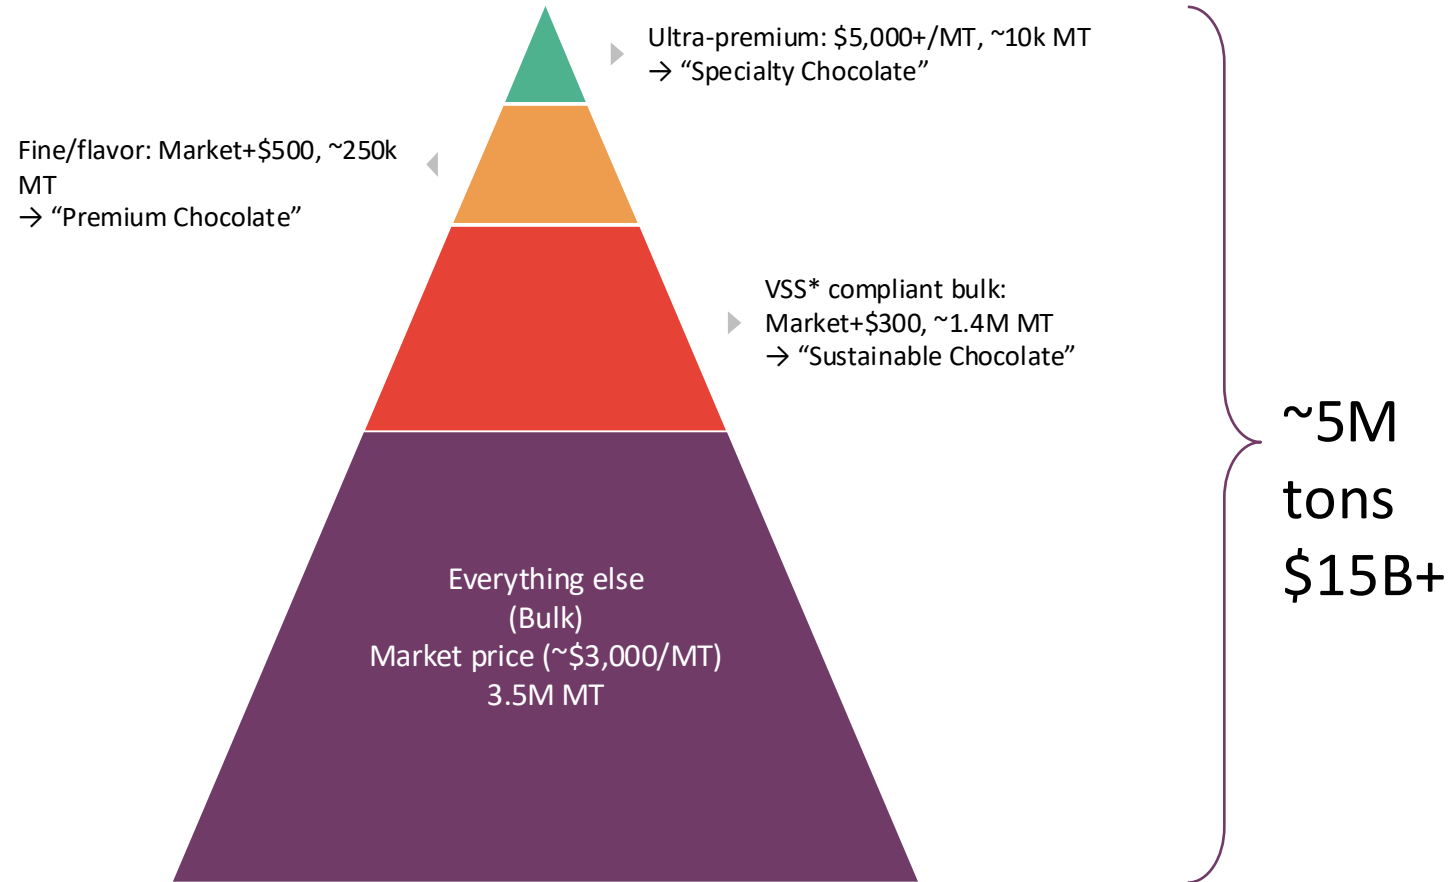 Ultra-premium: $5,000+/MT, ~10k MT
→ “Specialty Chocolate”
Fine/flavor: Market+$500, ~250k
MT
→ “Premium Chocolate”
VSS* compliant bulk:
Market+$300, ~1.4M MT
→ “Sustainable Chocolate”
~5M
tons
$15B+
Everything else
(Bulk)
Market price (~$3,000/MT)
3.5M MT